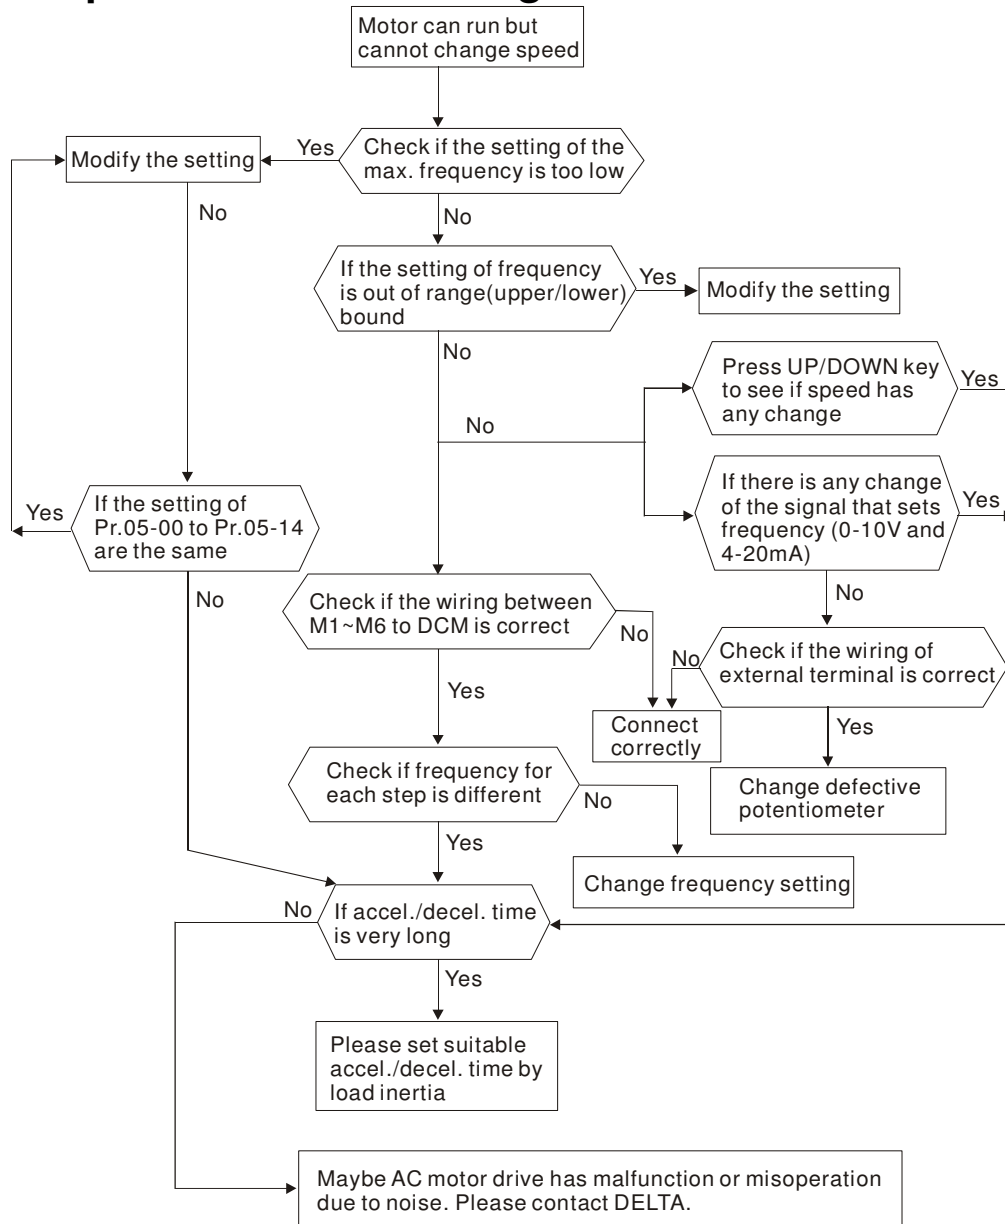 Motor can run but
cannot change speed
Yes
Check if the setting of the
max. frequency is too low
Modify the setting
No
No
If the setting of frequency
is out of range(upper/lower)
bound
Yes
Modify the setting
No
Press UP/DOWN key
to see if speed has
any change
Yes
No
If there is any change
of the signal that sets
frequency (0-10V and
4-20mA)
Yes
Yes
If the setting of
Pr.05-00 to Pr.05-14
are the same
No
No
Check if the wiring between
M1~M6 to DCM is correct
No
No
Check if the wiring of
external terminal is correct
Yes
Connect
correctly
Yes
Check if frequency for
each step is different
No
Change defective
potentiometer
Yes
Change frequency setting
No
If accel./decel. time
is very long
Yes
Please set suitable
accel./decel. time by
load inertia
Maybe AC motor drive has malfunction or misoperation
due to noise. Please contact DELTA.